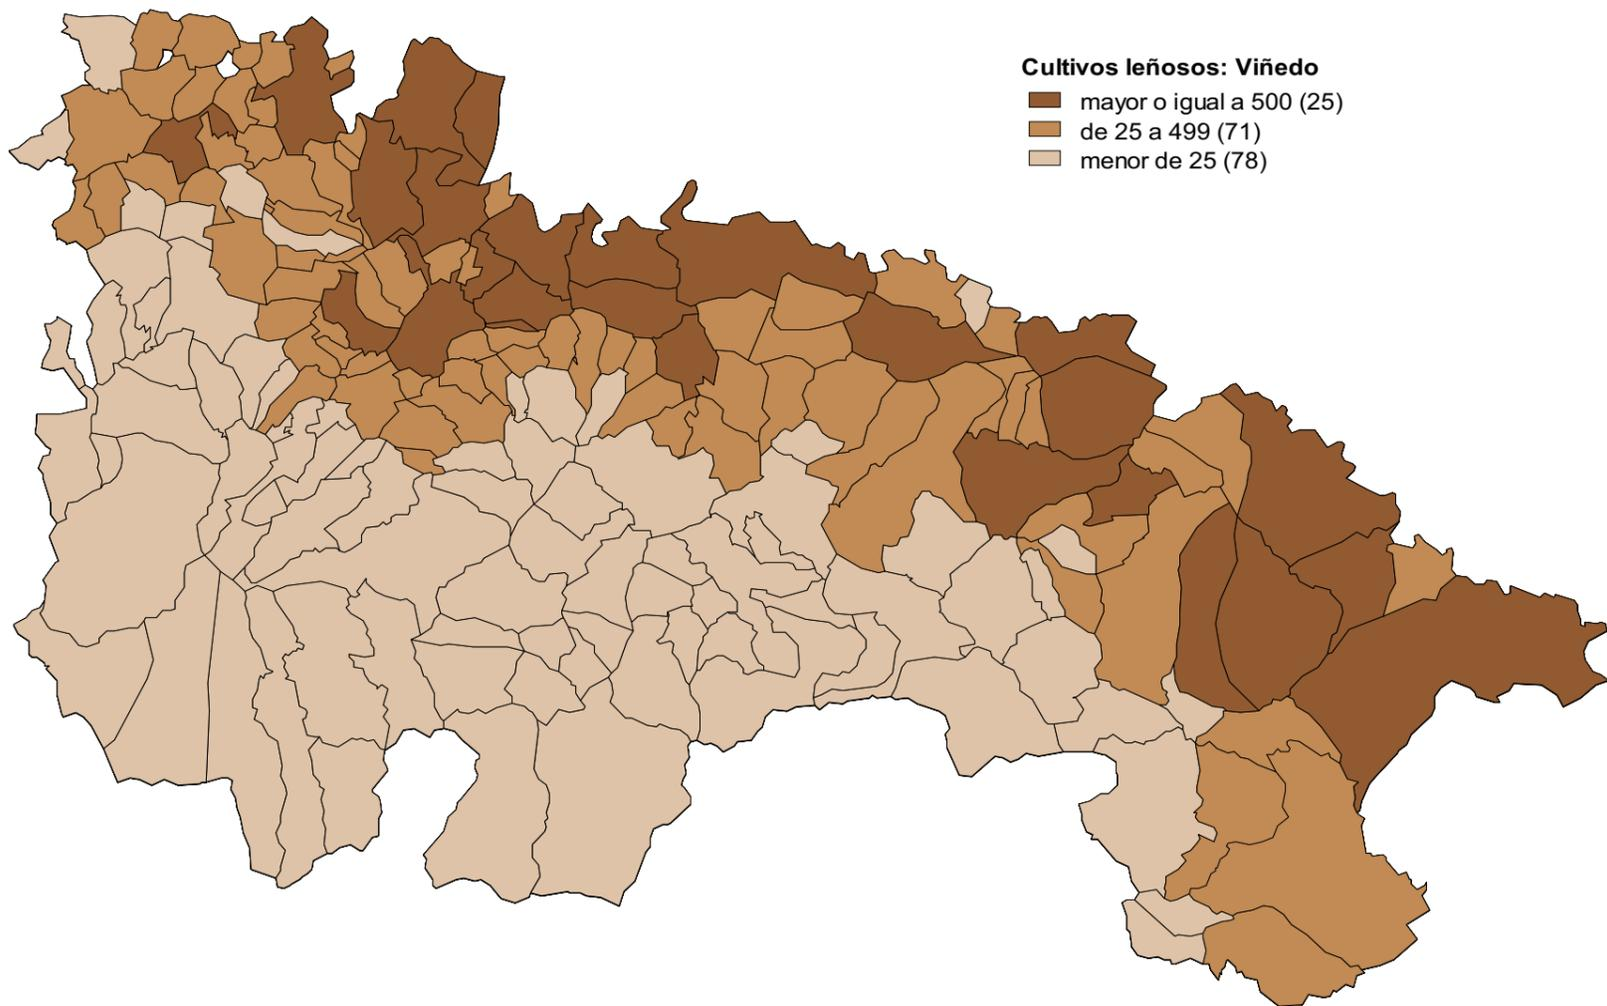 Cultivos leñosos: Viñedo
mayor o igual a 500 (25)
de 25 a 499 (71)
menor de 25 (78)